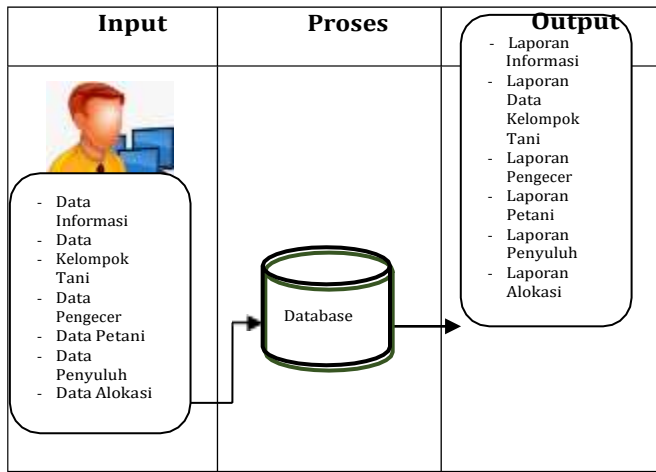 Input
Proses
Output
- Data
Informasi
- Data
- Kelompok
Tani
- Data
Pengecer
- Data Petani
- Data
Penyuluh
- Data Alokasi
Database
- Laporan
Informasi
- Laporan
Data
Kelompok
Tani
- Laporan
Pengecer
- Laporan
Petani
- Laporan
Penyuluh
- Laporan
Alokasi